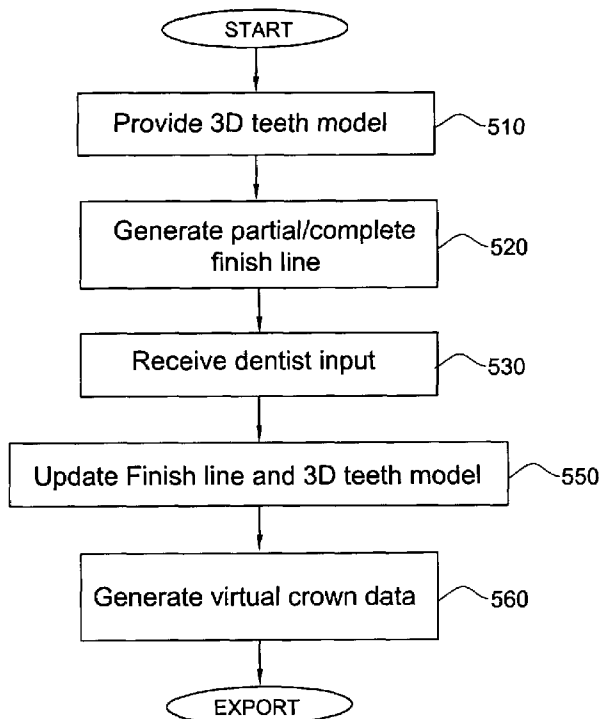 START
Provide 3D teeth model
510
Generate partial/complete
finish line
520
Receive dentist input
530
Update Finish line and 3D teeth model
550
Generate virtual crown data
560
EXPORT